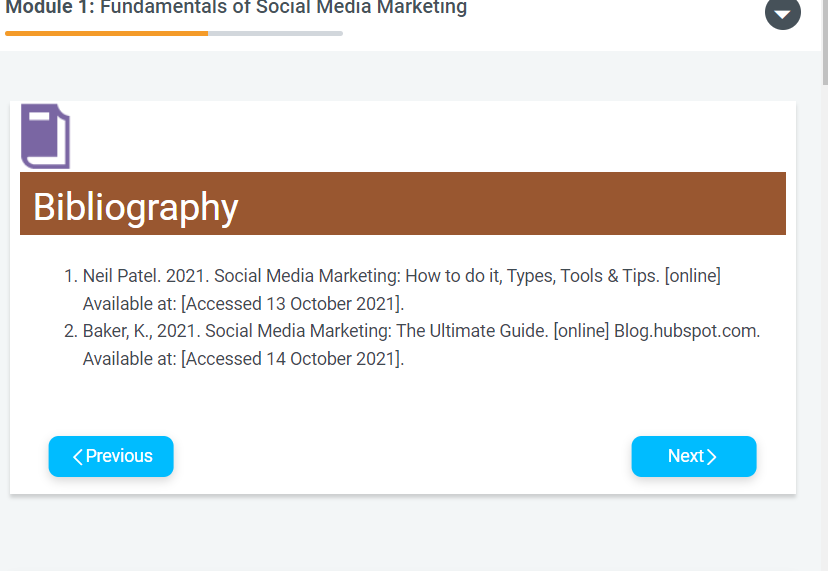 Module 1: Fundamentals of Social Media Marketing
Bibliography
1. Neil Patel. 2021. Social Media Marketing: How to do it, Types, Tools & Tips. [online]
Available at: [Accessed 13 October 2021].
2. Baker, K., 2021. Social Media Marketing: The Ultimate Guide. [online] Blog.hubspot.com.
Available at: [Accessed 14 October 2021].
Previous
Next